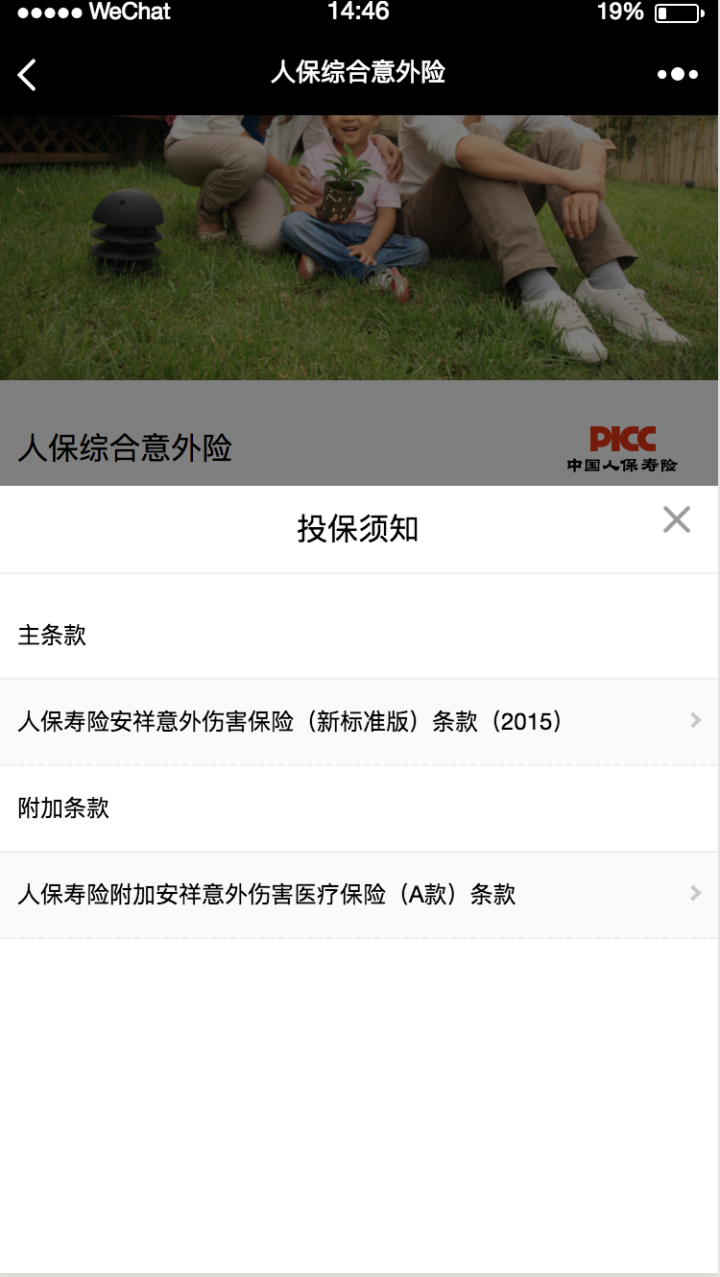 ●●●●● WeChat 14:46 19%
人保综合意外险
人保综合意外险
PICC
中国人保寿险
投保须知
主条款
人保寿险安祥意外伤害保险（新标准版）条款（2015）
附加条款
人保寿险附加安祥意外伤害医疗保险（A款）条款